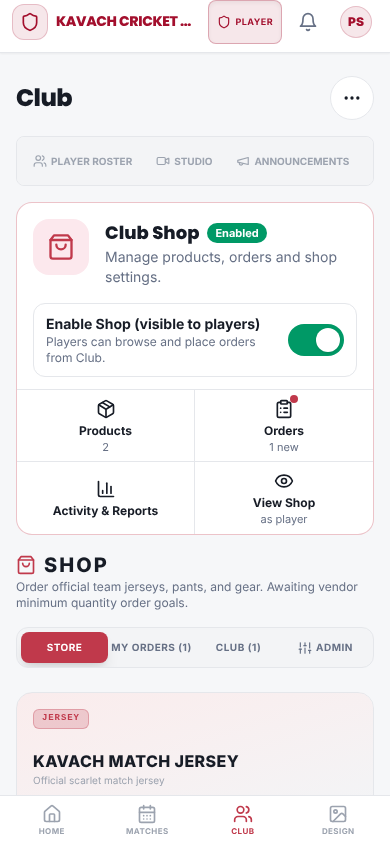 KAVACH CRICKET ...
PLAYER
PS
Club
PLAYER ROSTER
STUDIO
ANNOUNCEMENTS
Club Shop
Enabled
Manage products, orders and shop
settings.
Enable Shop (visible to players)
Players can browse and place orders
from Club.
Products
2
Orders
1 new
Activity & Reports
View Shop
as player
SHOP
Order official team jerseys, pants, and gear. Awaiting vendor
minimum quantity order goals.
STORE
MY ORDERS (1)
CLUB (1)
ADMIN
JERSEY
KAVACH MATCH JERSEY
Official scarlet match jersey
HOME
MATCHES
CLUB
DESIGN